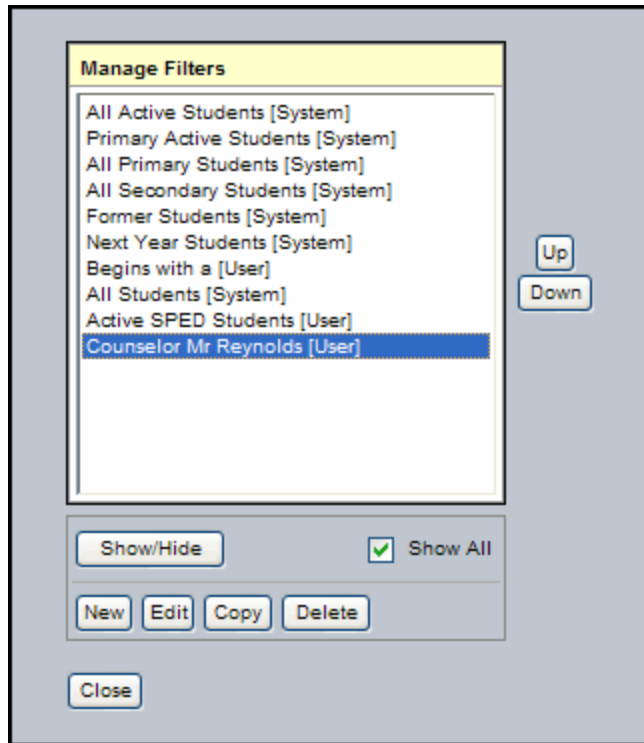 Manage Filters
All Active Students [System]
Primary Active Students [System]
All Primary Students [System]
All Secondary Students [System]
Former Students [System]
Next Year Students [System]
Begins with a [User]
All Students [System]
Active SPED Students [User]
Counselor Mr Reynolds [User]
Up
Down
Show/Hide Show All
New Edit Copy Delete
Close